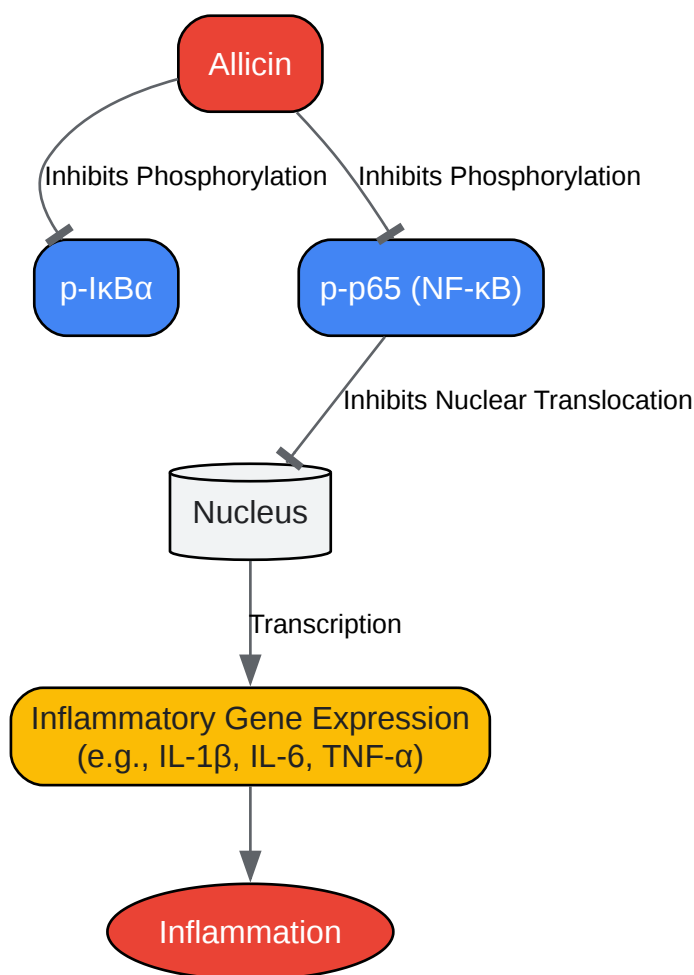 Allicin
Inhibits Phosphorylation
Inhibits Phosphorylation
p-IκBα
p-p65 (NF-κB)
Inhibits Nuclear Translocation
Nucleus
Transcription
Inflammatory Gene Expression
(e.g., IL-1β, IL-6, TNF-α)
Inflammation